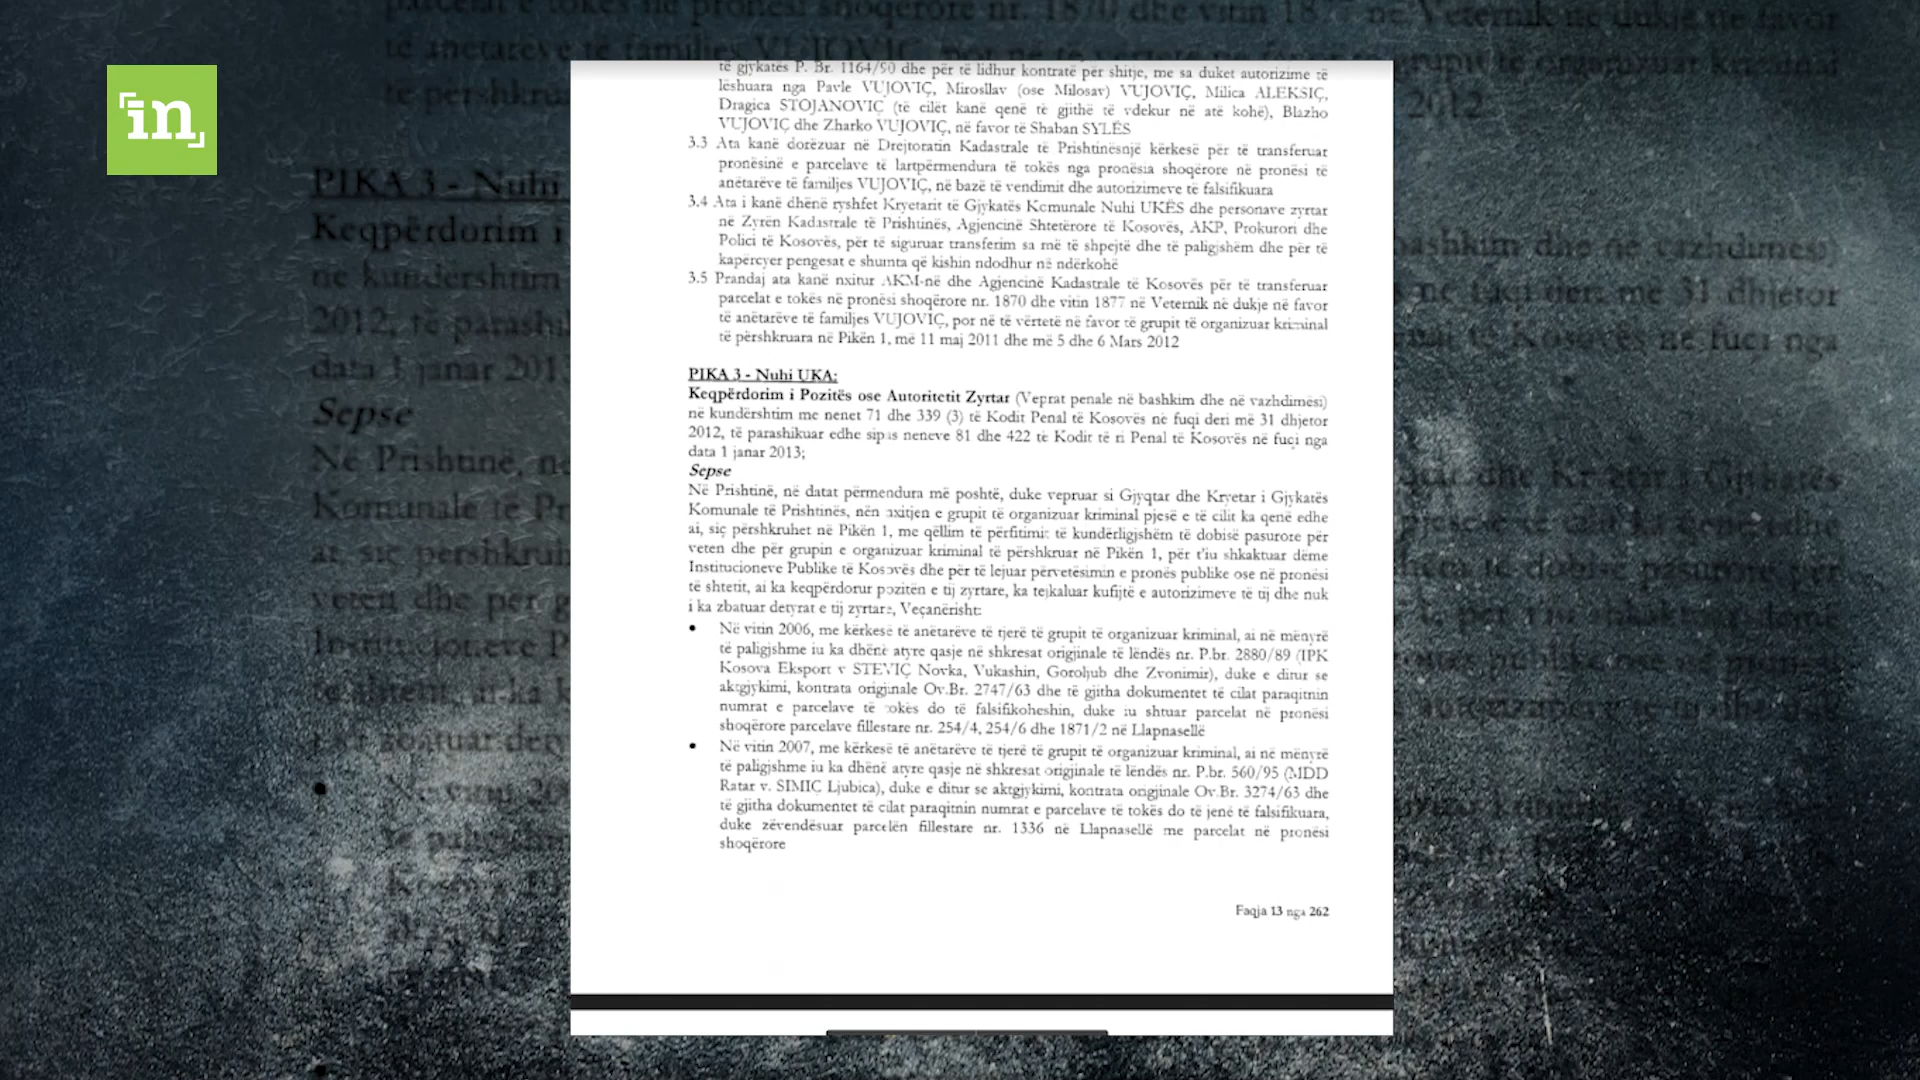 in
të gjykatës P. Br. 1164/90 dhe për të lidhur kontratë për shitje, me sa duket autorizime të
lëshuara nga Pavle VUJOVIÇ, Mirosllav (ose Milosav) VUJOVIÇ, Milica ALEKSIÇ,
Dragica STOJANOVIÇ (të cilët kanë qenë të gjithë të vdekur në atë kohë), Blazho
VUJOVIÇ dhe Zharko VUJOVIÇ, në favor të Shaban SYLËS
3.3 Ata kanë dorëzuar në Drejtoratin Kadastrale të Prishtinësnjë kërkesë për të transferuar
pronësinë e parcelave të lartpërmendura të tokës nga pronësia shoqërore në pronësi të
anëtarëve të familjes VUJOVIÇ, në bazë të vendimit dhe autorizimeve të falsifikuara
3.4 Ata i kanë dhënë ryshfet Kryetarit të Gjykatës Komunale Nuhi UKËS dhe personave zyrtar
në Zyrën Kadastrale të Prishtinës, Agjencinë Shtetërore të Kosovës, AKP, Prokurori dhe
Polici të Kosovës, për të siguruar transferim sa më të shpejtë dhe të paligjshëm dhe për të
kapërcyer pengesat e shumta që kishin ndodhur në ndërkohë
3.5 Prandaj ata kanë nxitur AKM-në dhe Agjencinë Kadastrale të Kosovës për të transferuar
parcelat e tokës në pronësi shoqërore nr. 1870 dhe vitin 1877 në Veternik në dukje në favor
të anëtarëve të familjes VUJOVIÇ, por në të vërtetë në favor të grupit të organizuar kriminal
të përshkruara në Pikën 1, më 11 maj 2011 dhe më 5 dhe 6 Mars 2012
PIKA 3 - Nuhi UKA:
Keqpërdorim i Pozitës ose Autoritetit Zyrtar (Veprat penale në bashkim dhe në vazhdimësi)
në kundërshtim me nenet 71 dhe 339 (3) të Kodit Penal të Kosovës në fuqi deri më 31 dhjetor
2012, të parashikuar edhe sipas neneve 81 dhe 422 të Kodit të ri Penal të Kosovës në fuqi nga
data 1 janar 2013;
Sepse
Në Prishtinë, në datat përmendura më poshtë, duke vepruar si Gjyqtar dhe Kryetar i Gjykatës
Komunale të Prishtinës, nën nxitjen e grupit të organizuar kriminal pjesë e të cilit ka qenë edhe
ai, siç përshkruhet në Pikën 1, me qëllim të përfitimit të kundërligjshëm të dobisë pasurore për
veten dhe për grupin e organizuar kriminal të përshkruar në Pikën 1, për t'iu shkaktuar dëme
Institucioneve Publike të Kosovës dhe për të lejuar përvetësimin e pronës publike ose në pronësi
të shtetit, ai ka keqpërdorur pozitën e tij zyrtare, ka tejkaluar kufijtë e autorizimeve të tij dhe nuk
i ka zbatuar detyrat e tij zyrtare, Veçanërisht:
• Në vitin 2006, me kërkesë të anëtarëve të tjerë të grupit të organizuar kriminal, ai në mënyrë
të paligjshme iu ka dhënë atyre qasje në shkresat origjinale të lëndës nr. P.br. 2880/89 (IPK
Kosova Eksport v STEVIÇ Novka, Vukashin, Goroljub dhe Zvonimir), duke e ditur se
aktgjykimi, kontrata origjinale Ov.Br. 2747/63 dhe të gjitha dokumentet të cilat paraqitnin
numrat e parcelave të tokës do të falsifikoheshin, duke iu shtuar parcelat në pronësi
shoqërore parcelave fillestare nr. 254/4, 254/6 dhe 1871/2 në Llapnasellë
• Në vitin 2007, me kërkesë të anëtarëve të tjerë të grupit të organizuar kriminal, ai në mënyrë
të paligjshme iu ka dhënë atyre qasje në shkresat origjinale të lëndës nr. P.br. 560/95 (MDD
Ratar v. SIMIÇ Ljubica), duke e ditur se aktgjykimi, kontrata origjinale Ov.Br. 3274/63 dhe
të gjitha dokumentet të cilat paraqitnin numrat e parcelave të tokës do të jenë të falsifikuara,
duke zëvendësuar parcelën fillestare nr. 1336 në Llapnasellë me parcelat në pronësi
shoqërore
Faqja 13 nga 262